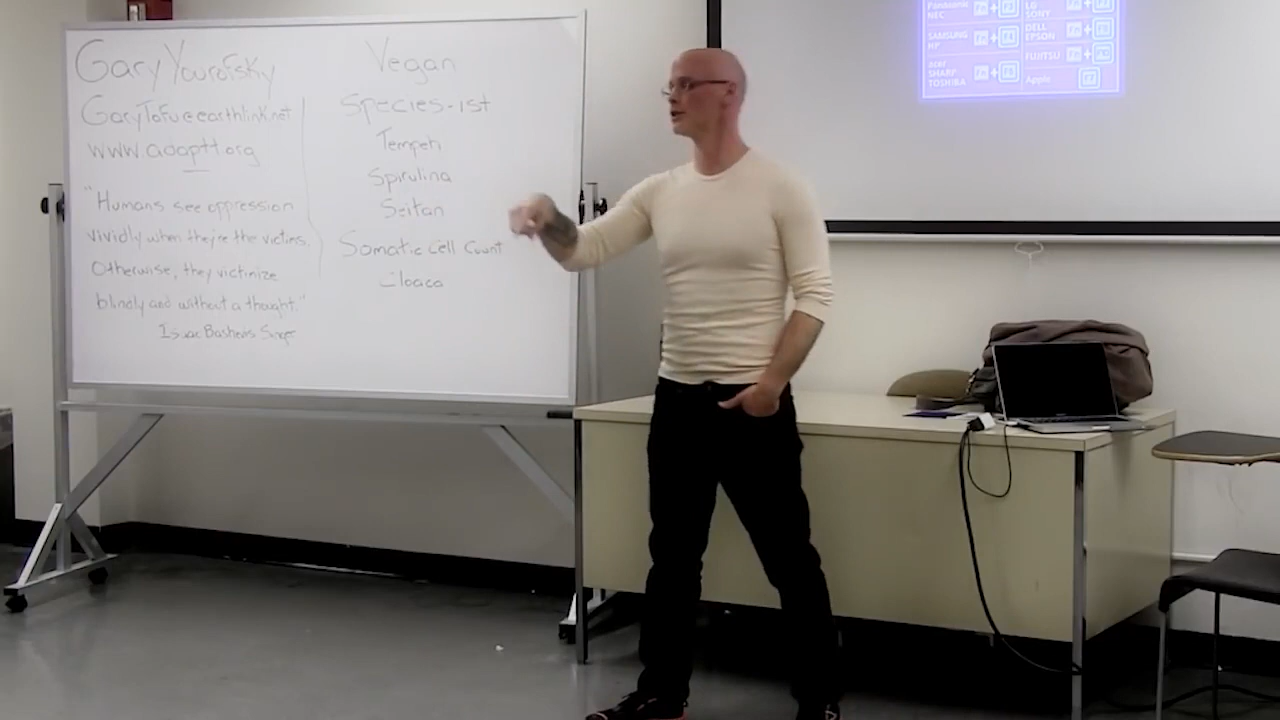 Gary Yourofsky
GaryToFu@earthlink.net
www.adaptt.org
"Humans see oppression
vividly when they're the victims.
Otherwise, they victimize
blindly and without a thought."
Isaac Bashevis Singer
Vegan
Species-ist
Tempeh
Spirulina
Seitan
Somatic Cell Count
Cloaca
Panasonic
NEC
LG
SONY
SAMSUNG
HP
DELL
EPSON
acer
SHARP
TOSHIBA
FUJITSU
Apple